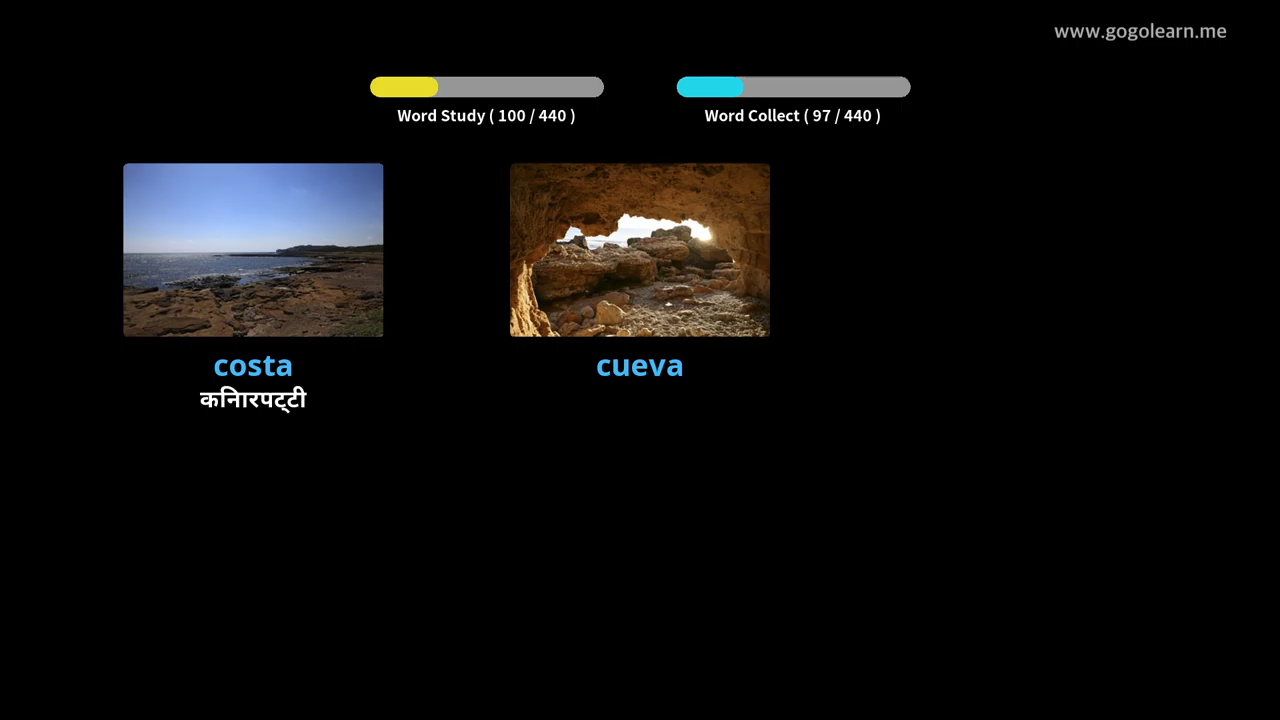 www.gogolearn.me
Word Study ( 100 / 440 )
Word Collect ( 97 / 440 )
costa
cueva
कनिारपट्टी